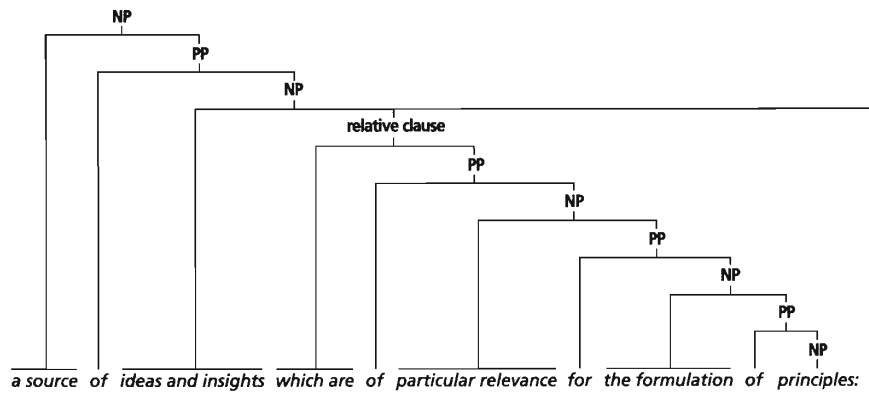 NP
PP
NP
relative clause
PP
NP
PP
NP
PP
NP
a source of ideas and insights which are of particular relevance for the formulation of principles: